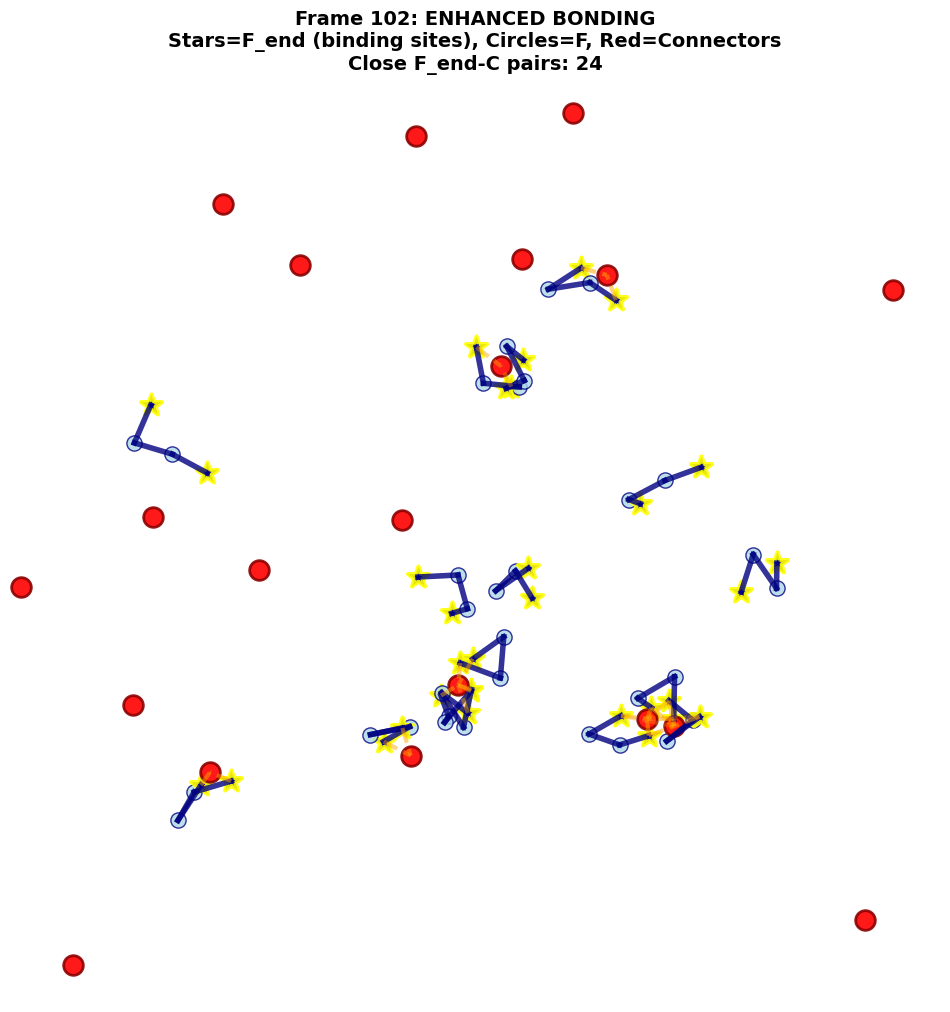 Frame 102: ENHANCED BONDING
Stars=F_end (binding sites), Circles=F, Red=Connectors
Close F_end-C pairs: 24